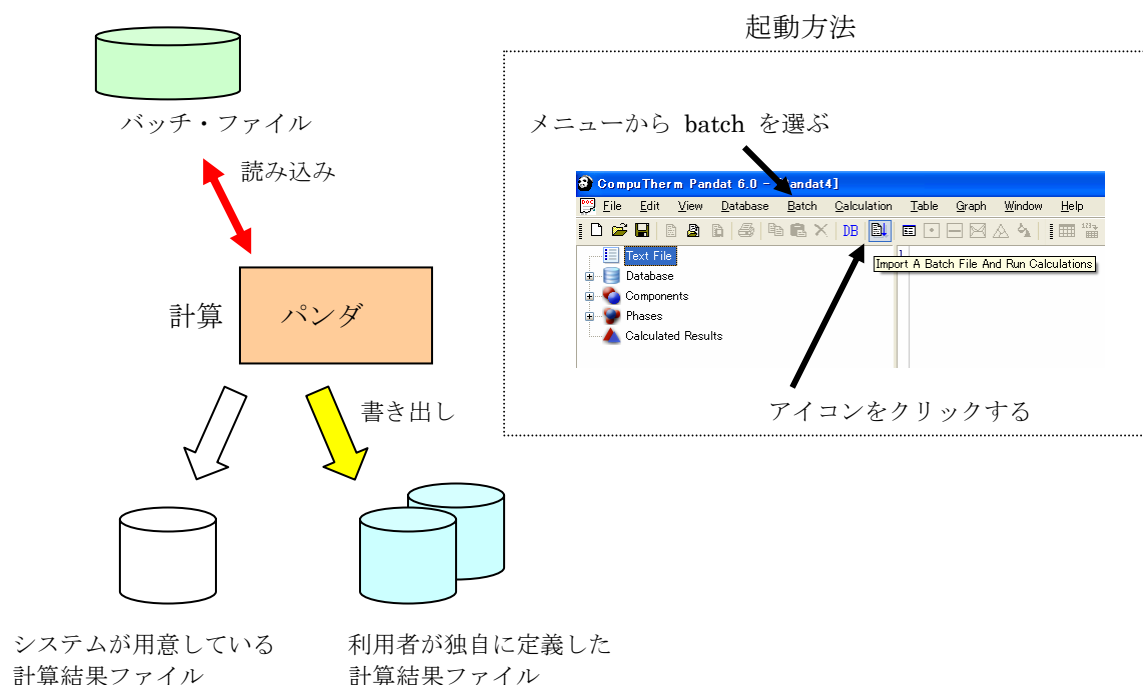 起動方法
バッチ・ファイル
メニューから batch を選ぶ
読み込み
CompuTherm Pandat 6.0 - andat4]
File Edit View Database Batch Calculation Table Graph Window Help
DB
Text File
Import A Batch File And Run Calculations
Database
Components
Phases
Calculated Results
計算
パンダ
書き出し
アイコンをクリックする
システムが用意している
計算結果ファイル
利用者が独自に定義した
計算結果ファイル